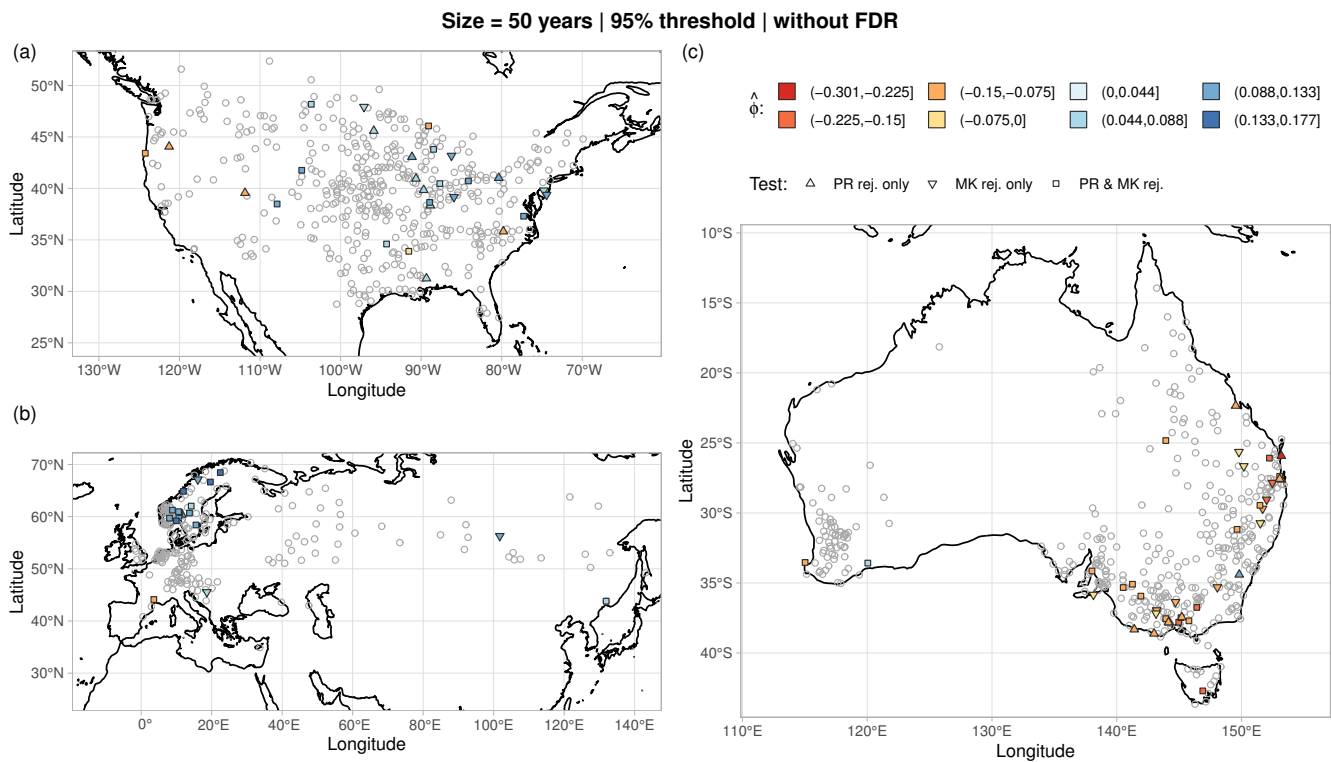 Size = 50 years | 95% threshold | without FDR
(a)
50°N
45°N
40°N
35°N
30°N
25°N
Latitude
130°W 120°W 110°W 100°W 90°W 80°W 70°W
Longitude
(b)
70°N
60°N
50°N
40°N
30°N
Latitude
0° 20°E 40°E 60°E 80°E 100°E 120°E 140°E
Longitude
(c)
ϕ̂:
(−0.301,−0.225] (−0.15,−0.075] (0,0.044] (0.088,0.133]
(−0.225,−0.15] (−0.075,0] (0.044,0.088] (0.133,0.177]
Test: PR rej. only MK rej. only PR & MK rej.
10°S
15°S
20°S
25°S
30°S
35°S
40°S
Latitude
110°E 120°E 130°E 140°E 150°E
Longitude